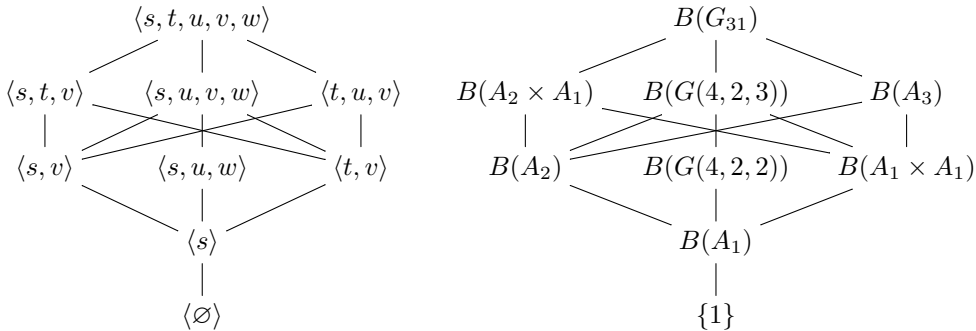 ⟨s, t, u, v, w⟩ B(G₃₁)
⟨s, t, v⟩ ⟨s, u, v, w⟩ ⟨t, u, v⟩ B(A₂ × A₁) B(G(4, 2, 3)) B(A₃)
⟨s, v⟩ ⟨s, u, w⟩ ⟨t, v⟩ B(A₂) B(G(4, 2, 2)) B(A₁ × A₁)
⟨s⟩ B(A₁)
⟨∅⟩ {1}